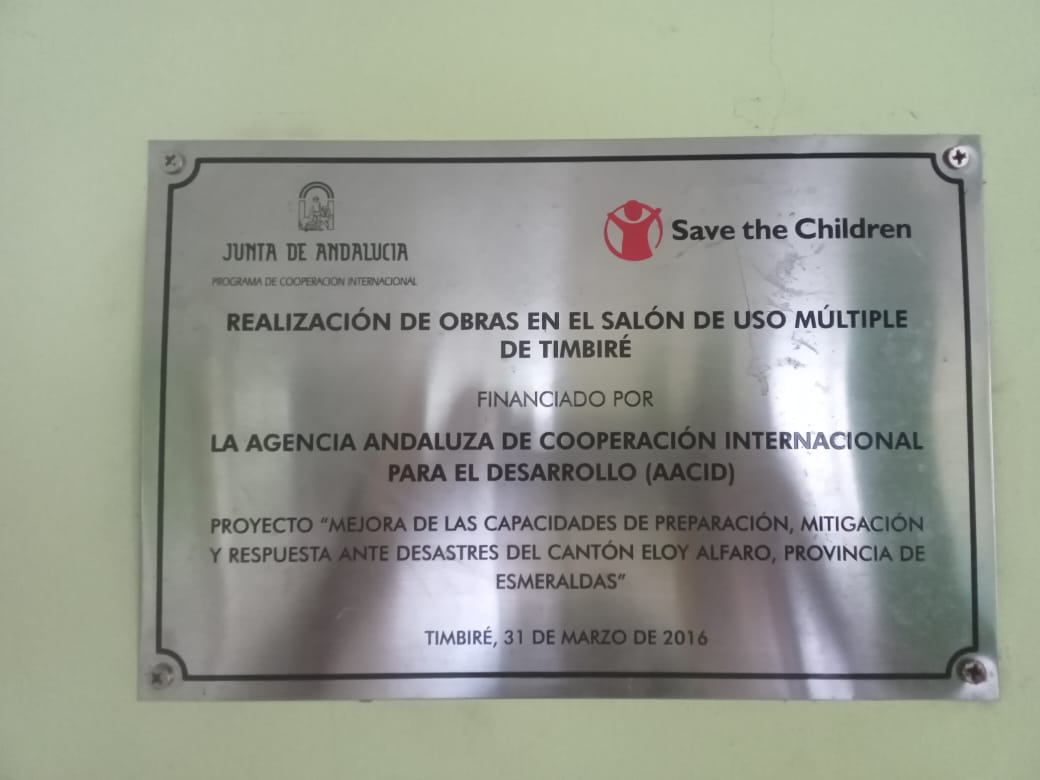 JUNTA DE ANDALUCIA
PROGRAMA DE COOPERACION INTERNACIONAL
Save the Children
REALIZACIÓN DE OBRAS EN EL SALÓN DE USO MÚLTIPLE
DE TIMBIRÉ
FINANCIADO POR
LA AGENCIA ANDALUZA DE COOPERACIÓN INTERNACIONAL
PARA EL DESARROLLO (AACID)
PROYECTO “MEJORA DE LAS CAPACIDADES DE PREPARACIÓN, MITIGACIÓN
Y RESPUESTA ANTE DESASTRES DEL CANTÓN ELOY ALFARO, PROVINCIA DE
ESMERALDAS”
TIMBIRÉ, 31 DE MARZO DE 2016